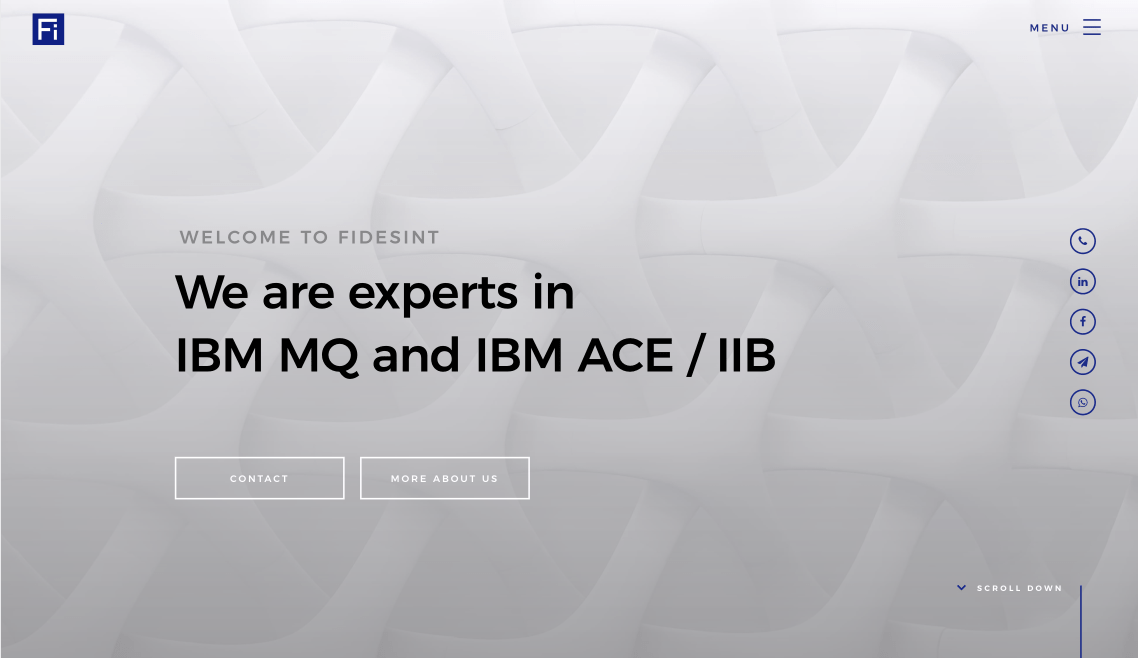 Fi
MENU
WELCOME TO FIDESINT
We are experts in
IBM MQ and IBM ACE / IIB
in
f
CONTACT
MORE ABOUT US
SCROLL DOWN